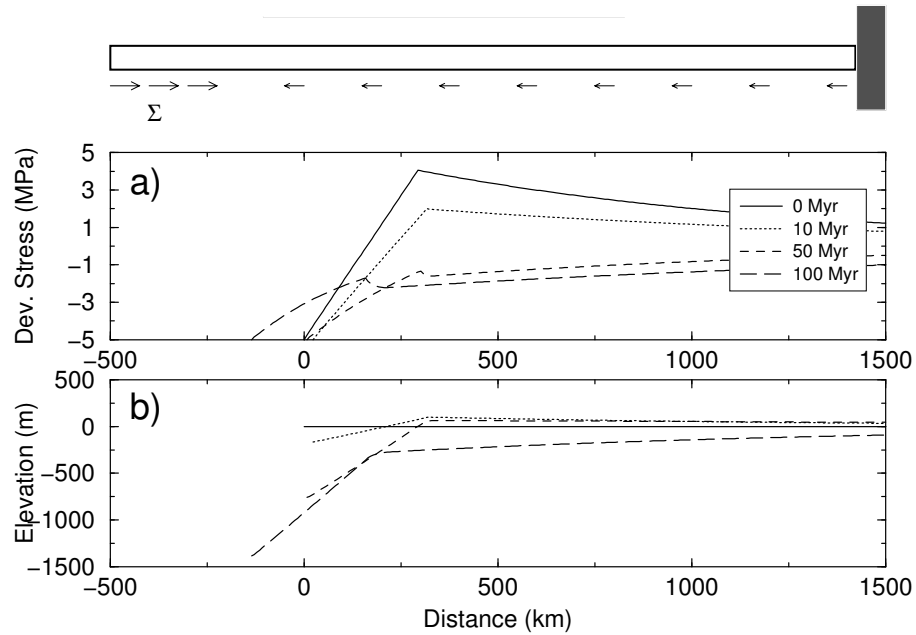 Σ
a)
Dev. Stress (MPa)
5
3
1
−1
−3
−5
0 Myr
10 Myr
50 Myr
100 Myr
−500 0 500 1000 1500
b)
Elevation (m)
500
0
−500
−1000
−1500
−500 0 500 1000 1500
Distance (km)